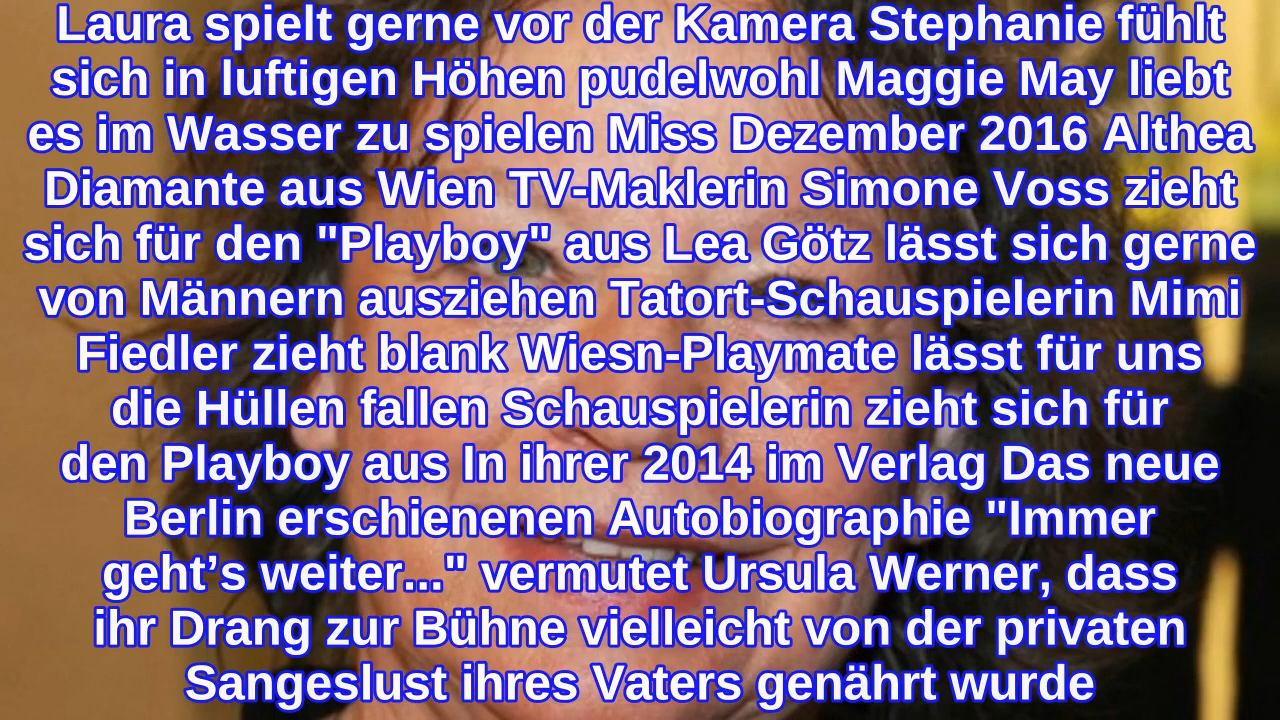 Laura spielt gerne vor der Kamera Stephanie fühlt
sich in luftigen Höhen pudelwohl Maggie May liebt
es im Wasser zu spielen Miss Dezember 2016 Althea
Diamante aus Wien TV-Maklerin Simone Voss zieht
sich für den "Playboy" aus Lea Götz lässt sich gerne
von Männern ausziehen Tatort-Schauspielerin Mimi
Fiedler zieht blank Wiesn-Playmate lässt für uns
die Hüllen fallen Schauspielerin zieht sich für
den Playboy aus In ihrer 2014 im Verlag Das neue
Berlin erschienenen Autobiographie "Immer
geht’s weiter..." vermutet Ursula Werner, dass
ihr Drang zur Bühne vielleicht von der privaten
Sangeslust ihres Vaters genährt wurde